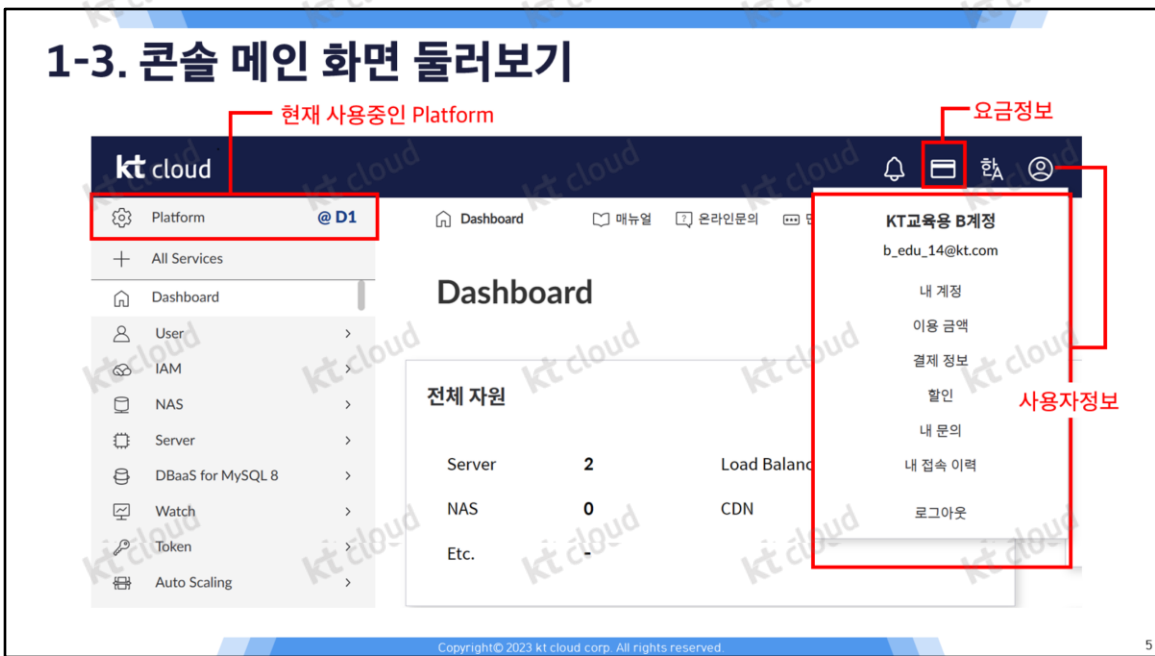 1-3. 콘솔 메인 화면 둘러보기
현재 사용중인 Platform
요금정보
kt cloud
한A
Platform @ D1
All Services
Dashboard
User
IAM
NAS
Server
DBaaS for MySQL 8
Watch
Token
Auto Scaling
Dashboard 매뉴얼 온라인문의
Dashboard
전체 자원
Server 2 Load Balanc
NAS 0 CDN
Etc. -
KT교육용 B계정
b_edu_14@kt.com
내 계정
이용 금액
결제 정보
할인
내 문의
내 접속 이력
로그아웃
사용자정보
Copyright© 2023 kt cloud corp. All rights reserved.
5